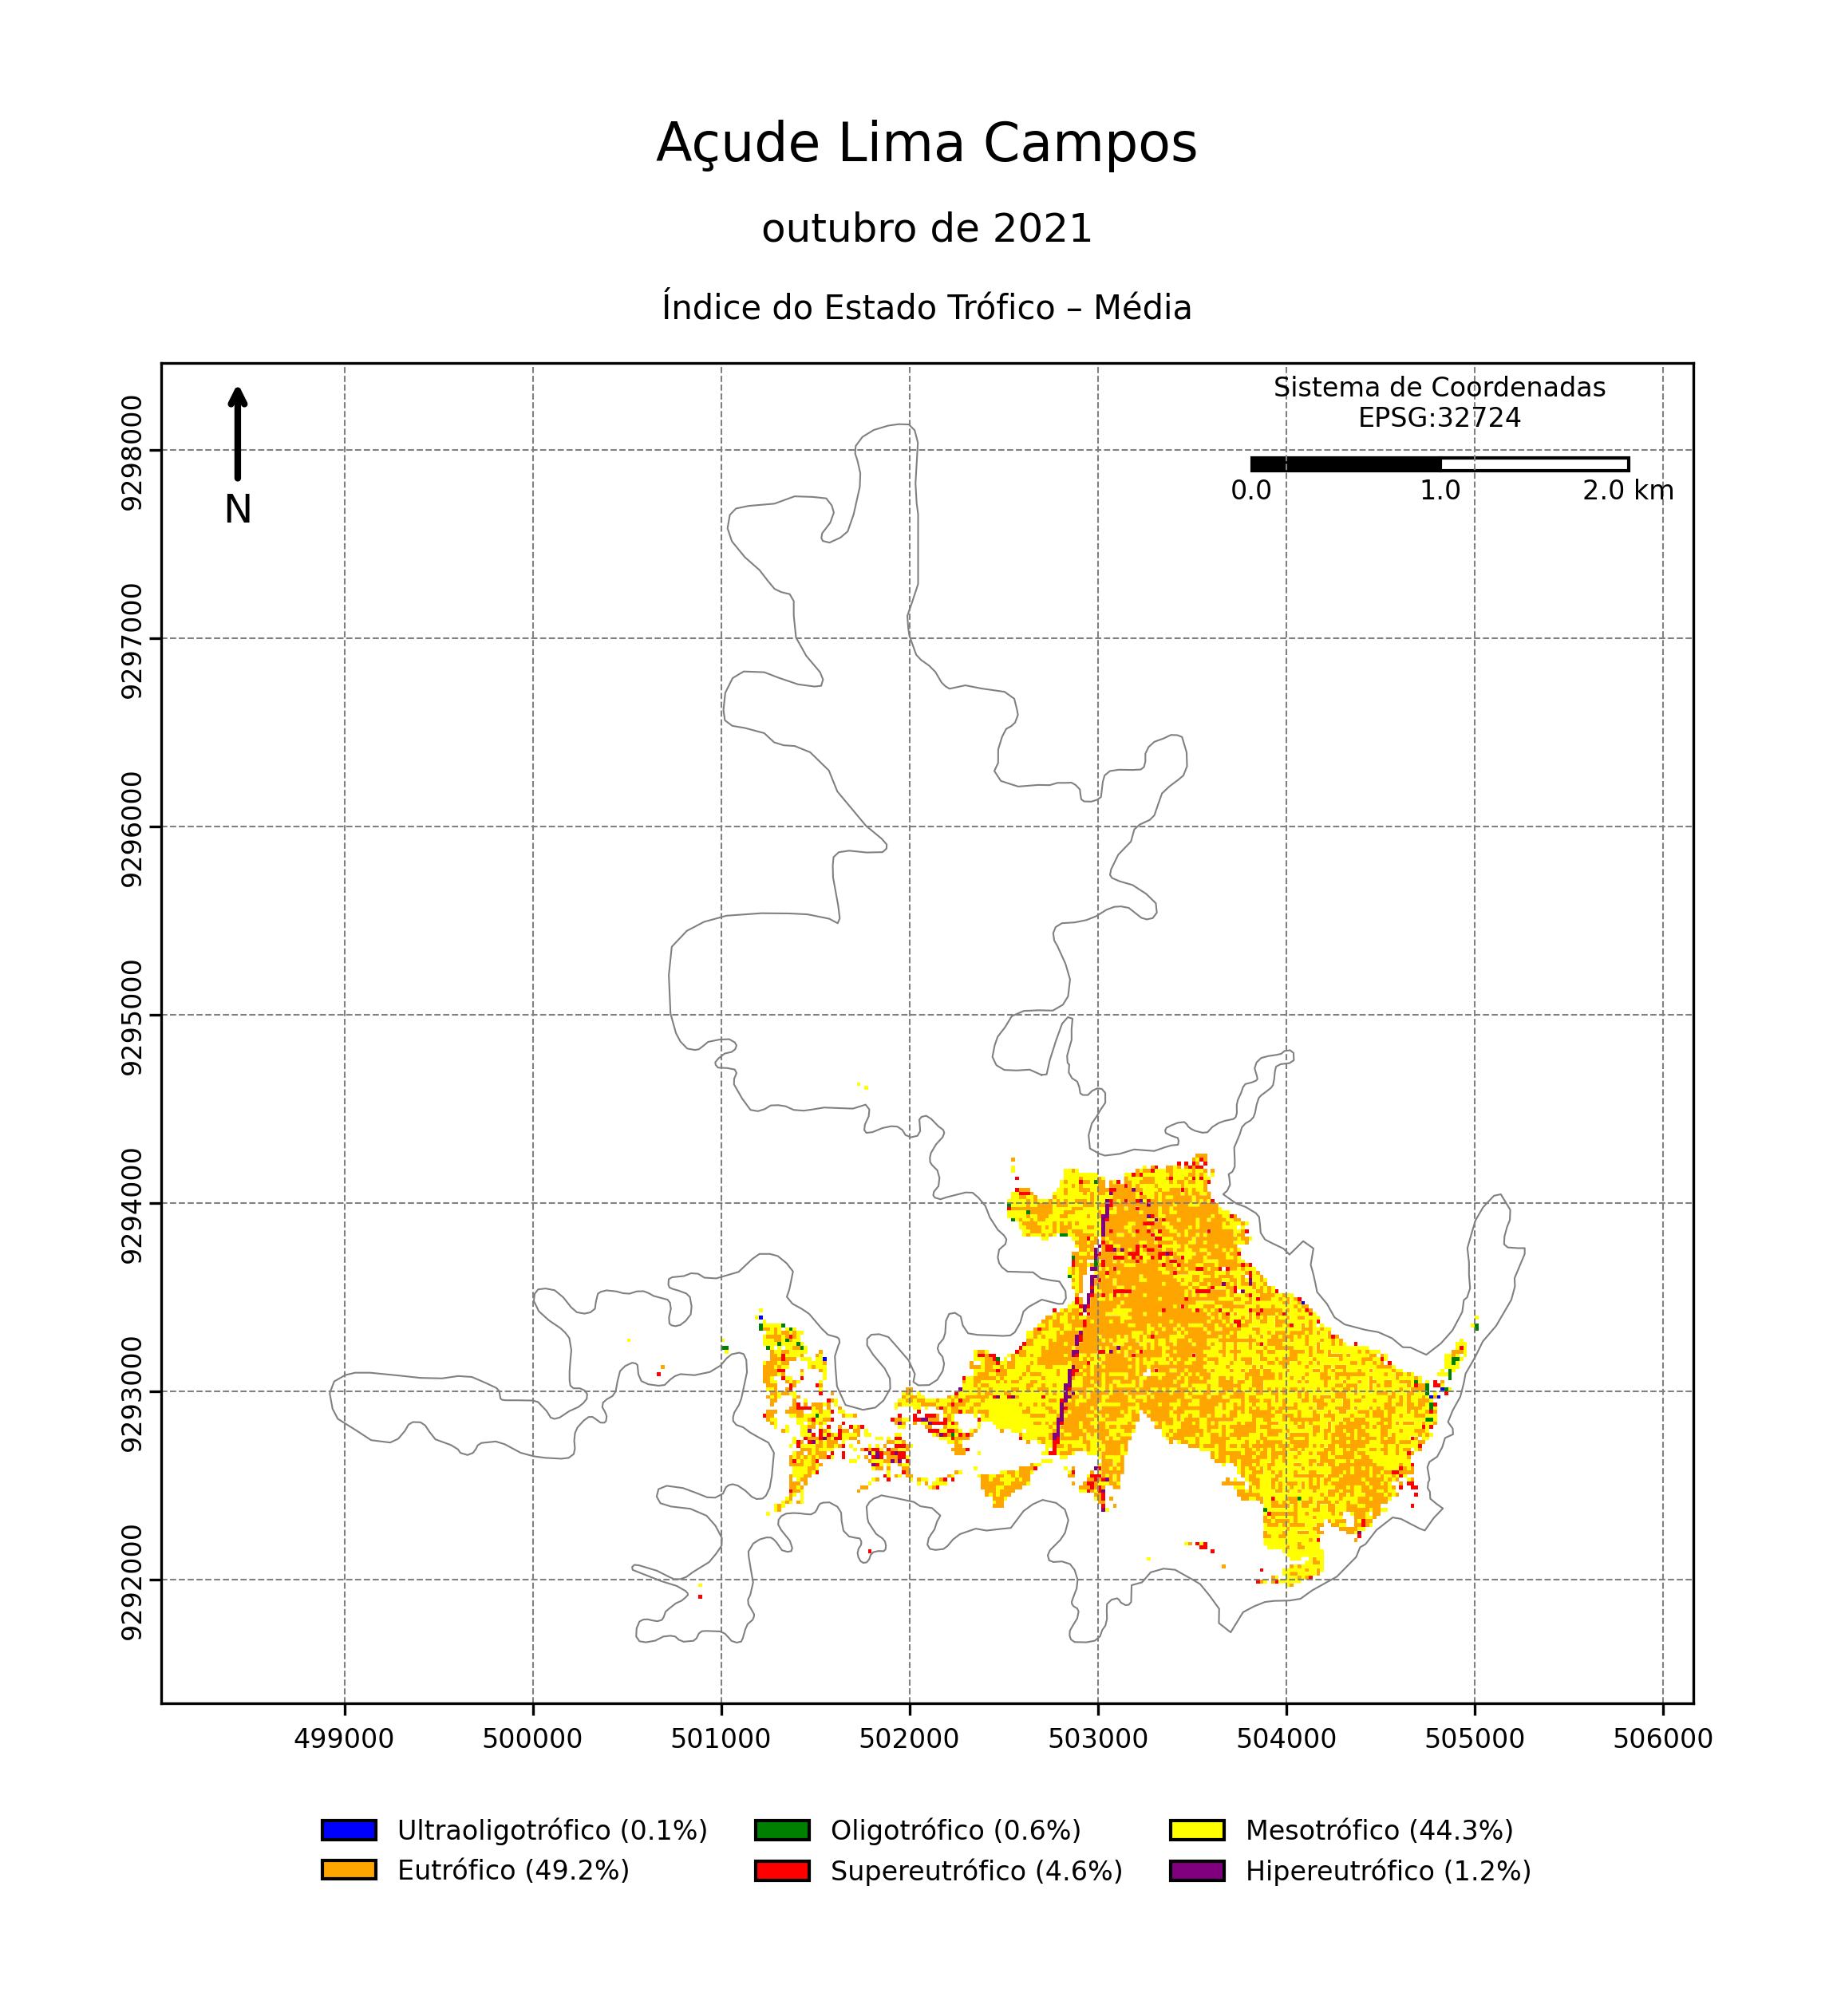 Açude Lima Campos
outubro de 2021
Índice do Estado Trófico – Média
Sistema de Coordenadas
EPSG:32724
0.0 1.0 2.0 km
N
9298000
9297000
9296000
9295000
9294000
9293000
9292000
499000 500000 501000 502000 503000 504000 505000 506000
Ultraoligotrófico (0.1%) Oligotrófico (0.6%) Mesotrófico (44.3%)
Eutrófico (49.2%) Supereutrófico (4.6%) Hipereutrófico (1.2%)